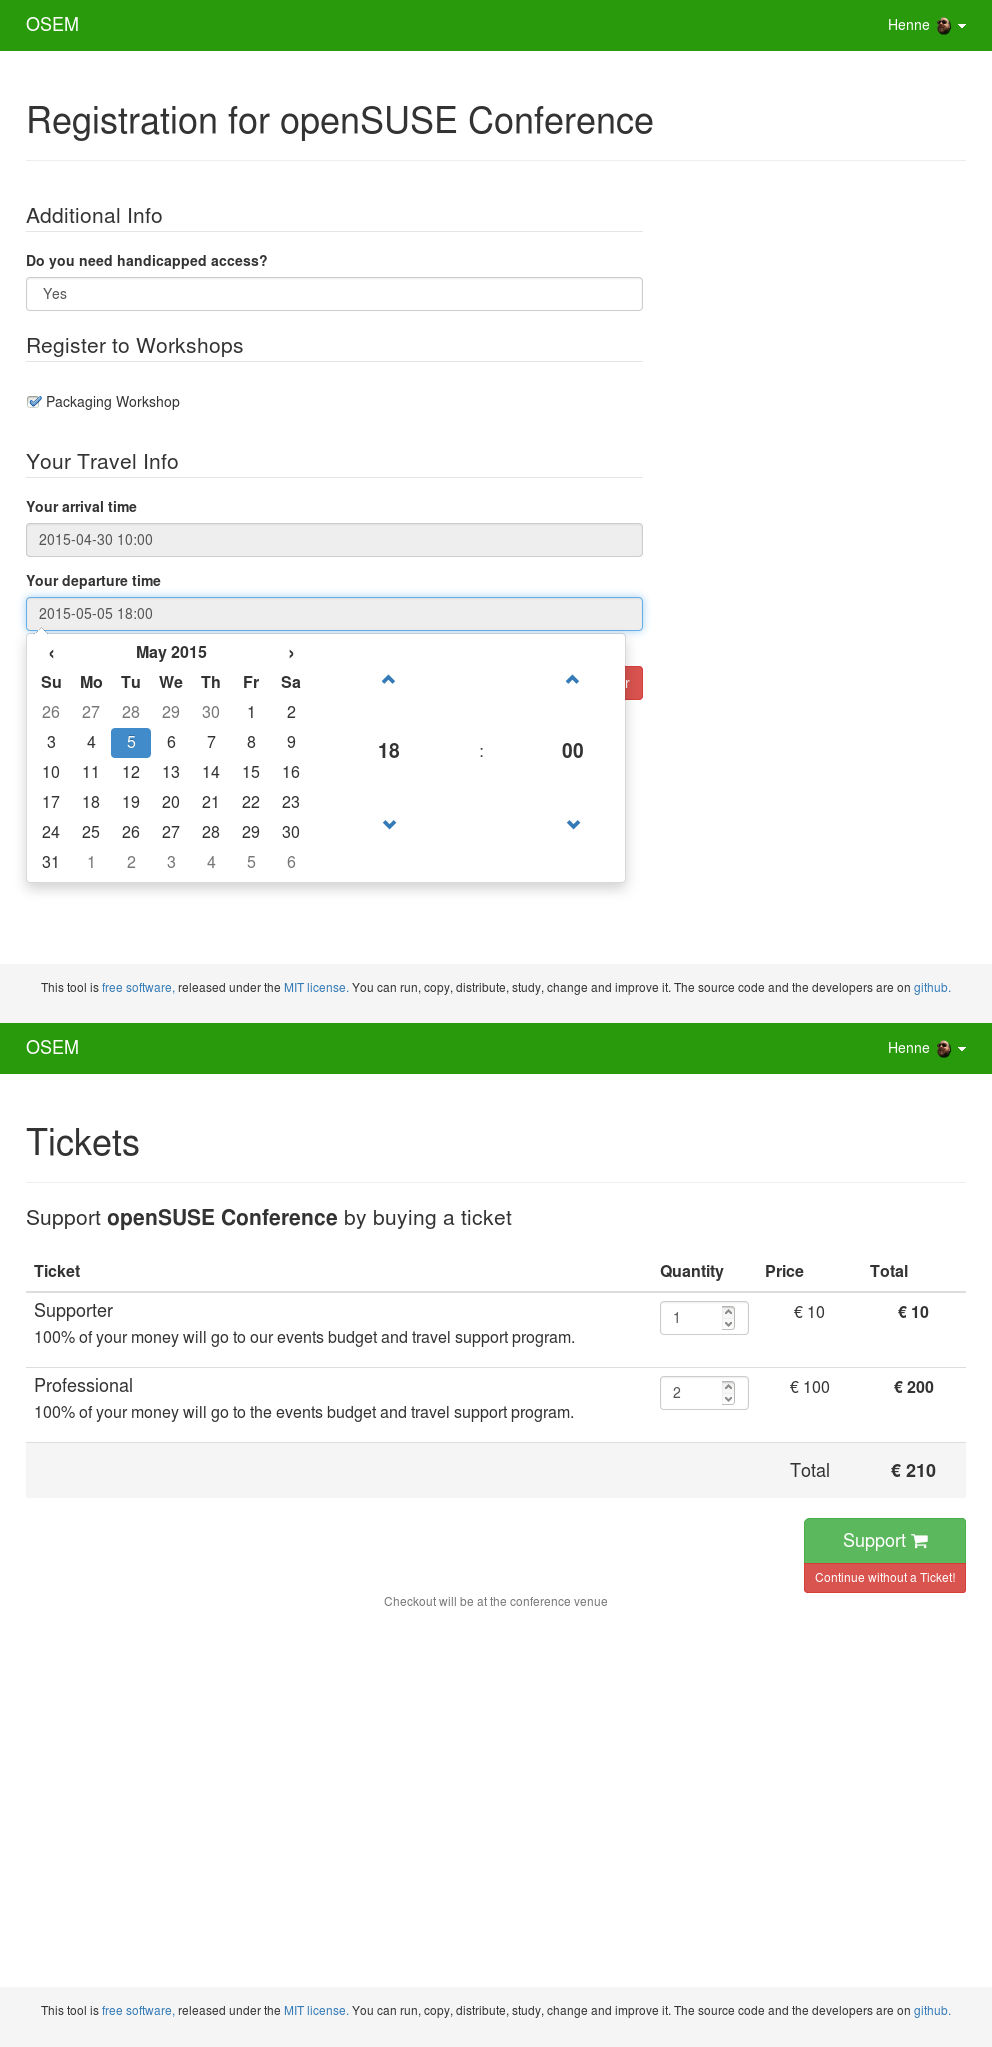 OSEM
Henne
Registration for openSUSE Conference
Additional Info
Do you need handicapped access?
Yes
Register to Workshops
Packaging Workshop
Your Travel Info
Your arrival time
2015-04-30 10:00
Your departure time
2015-05-05 18:00
‹ May 2015 ›
Su Mo Tu We Th Fr Sa
26 27 28 29 30 1 2
3 4 5 6 7 8 9
10 11 12 13 14 15 16
17 18 19 20 21 22 23
24 25 26 27 28 29 30
31 1 2 3 4 5 6
18 : 00
This tool is free software, released under the MIT license. You can run, copy, distribute, study, change and improve it. The source code and the developers are on github.
OSEM
Henne
Tickets
Support openSUSE Conference by buying a ticket
Ticket Quantity Price Total
Supporter 1 € 10 € 10
100% of your money will go to our events budget and travel support program.
Professional 2 € 100 € 200
100% of your money will go to the events budget and travel support program.
Total € 210
Support
Continue without a Ticket!
Checkout will be at the conference venue
This tool is free software, released under the MIT license. You can run, copy, distribute, study, change and improve it. The source code and the developers are on github.